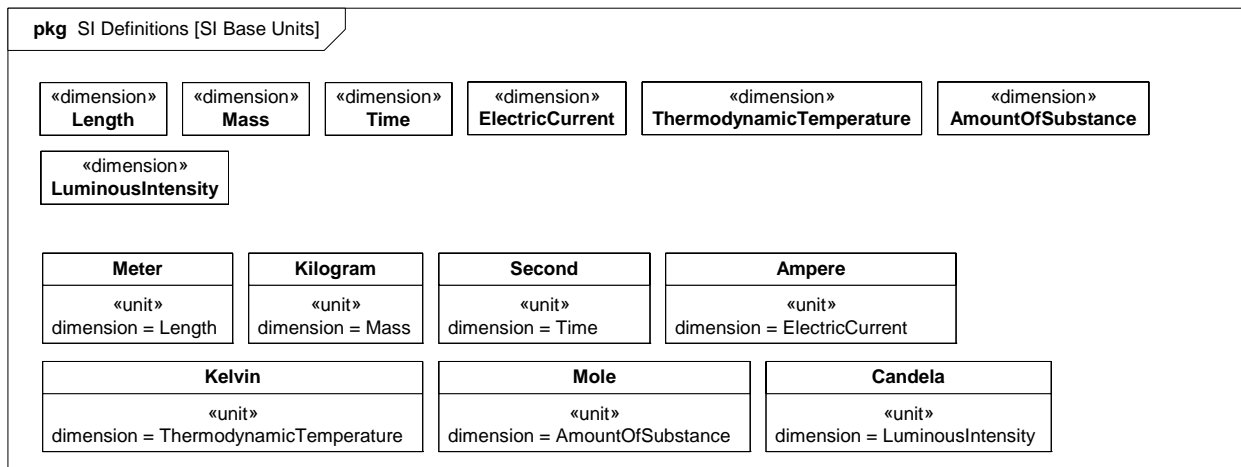 pkg SI Definitions [SI Base Units]
«dimension» «dimension» «dimension» «dimension» «dimension» «dimension»
Length Mass Time ElectricCurrent ThermodynamicTemperature AmountOfSubstance
«dimension»
LuminousIntensity
Meter Kilogram Second Ampere
«unit» «unit» «unit» «unit»
dimension = Length dimension = Mass dimension = Time dimension = ElectricCurrent
Kelvin Mole Candela
«unit» «unit» «unit»
dimension = ThermodynamicTemperature dimension = AmountOfSubstance dimension = LuminousIntensity